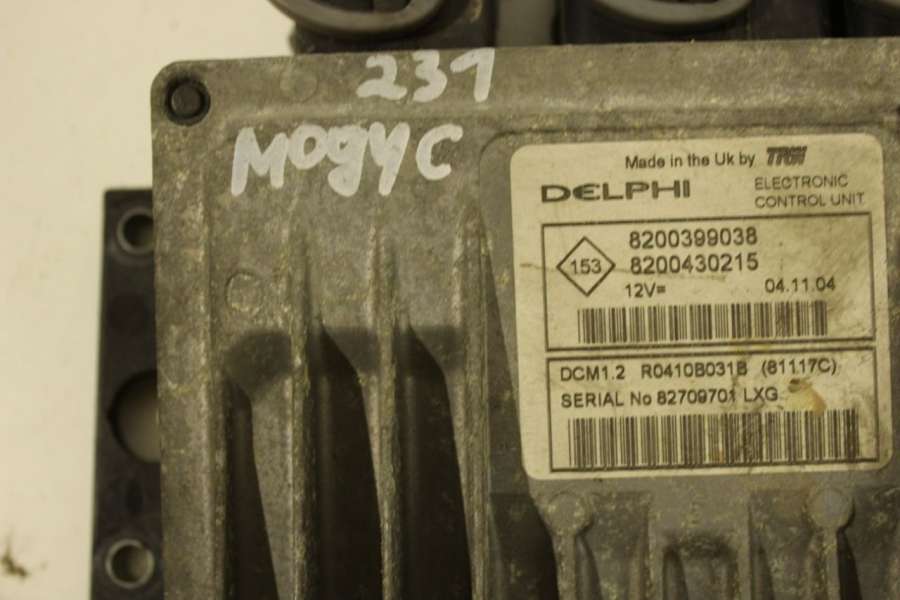 231
Mogyc
Made in the Uk by TRW
DELPHI
ELECTRONIC
CONTROL UNIT
8200399038
153
8200430215
12V=
04.11.04
DCM1.2 R0410B031B (81117C)
SERIAL No 82709701 LXG